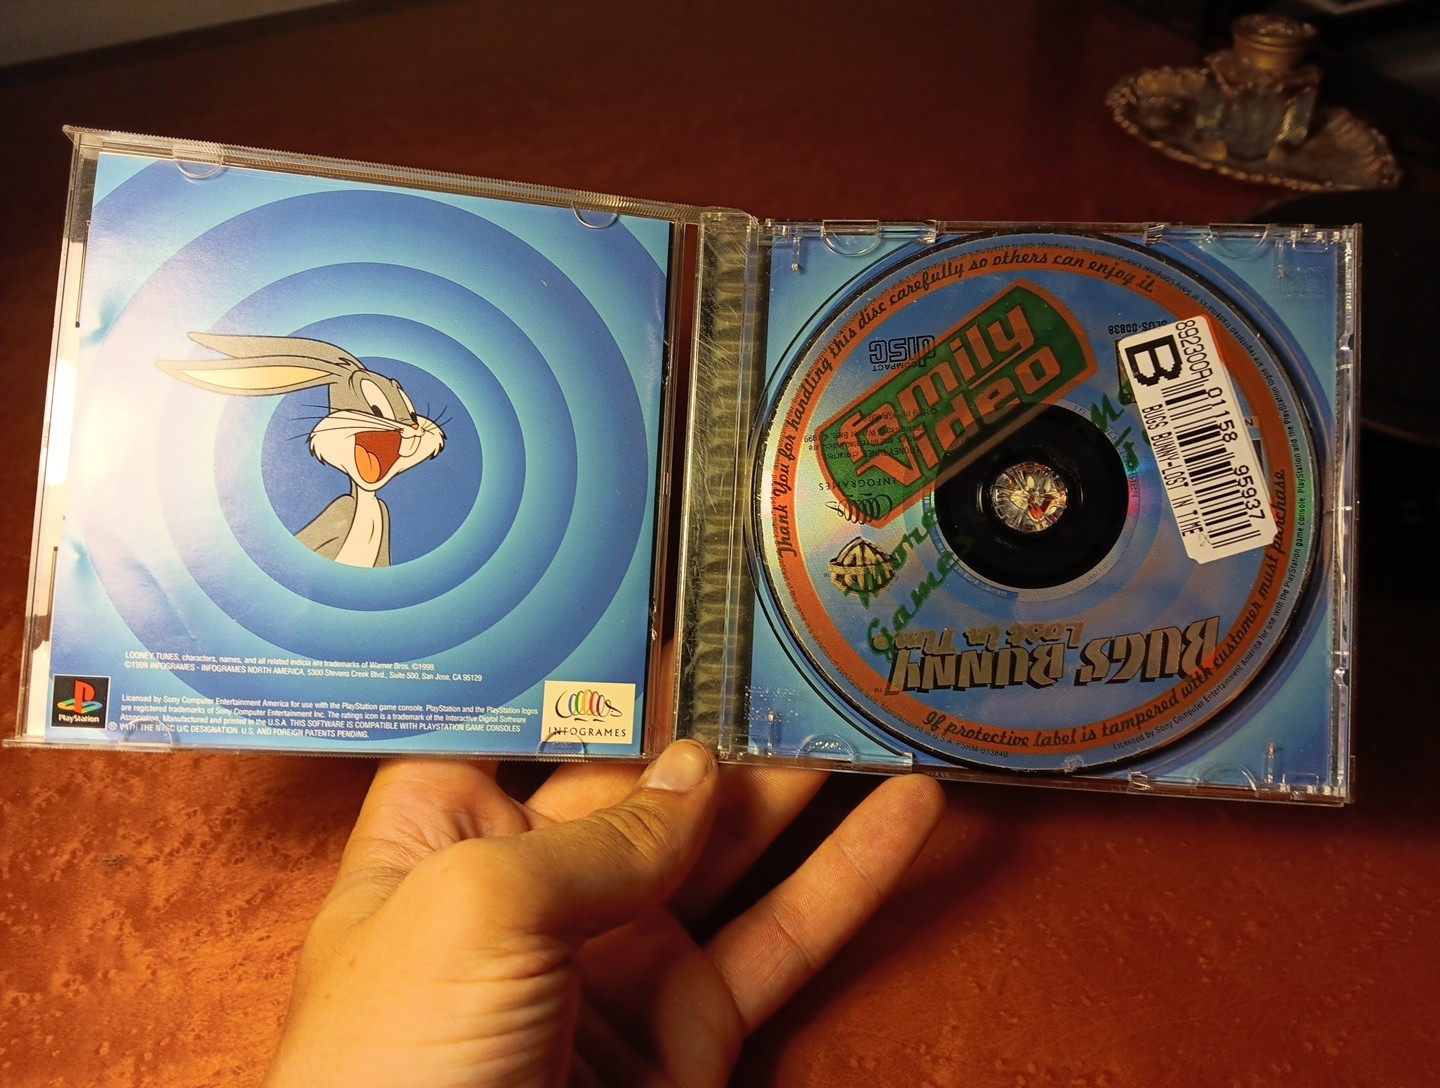 LOONEY TUNES, characters, names, and all related indicia are trademarks of Warner Bros. ©1999.
©1999 INFOGRAMES - INFOGRAMES NORTH AMERICA, 5300 Stevens Creek Blvd., Suite 500, San Jose, CA 95129
PlayStation
Licensed by Sony Computer Entertainment America for use with the PlayStation game console. PlayStation and the PlayStation logos
are registered trademarks of Sony Computer Entertainment Inc. The ratings icon is a trademark of the Interactive Digital Software
Association. Manufactured and printed in the U.S.A. THIS SOFTWARE IS COMPATIBLE WITH PLAYSTATION GAME CONSOLES
WITH THE NTSC U/C DESIGNATION. U.S. AND FOREIGN PATENTS PENDING.
INFOGRAMES
Thank You for handling this disc carefully so others can enjoy it
family
Video
COMPACT
disc
SLUS-00838
892300R 01158 95937
B
BUGS BUNNY-LOST IN TIME
INFOGRAMES
More
Games
BUGS BUNNY
Lost in Time
If protective label is tampered with customer must purchase
Licensed by Sony Computer Entertainment America for use with the PlayStation game console.